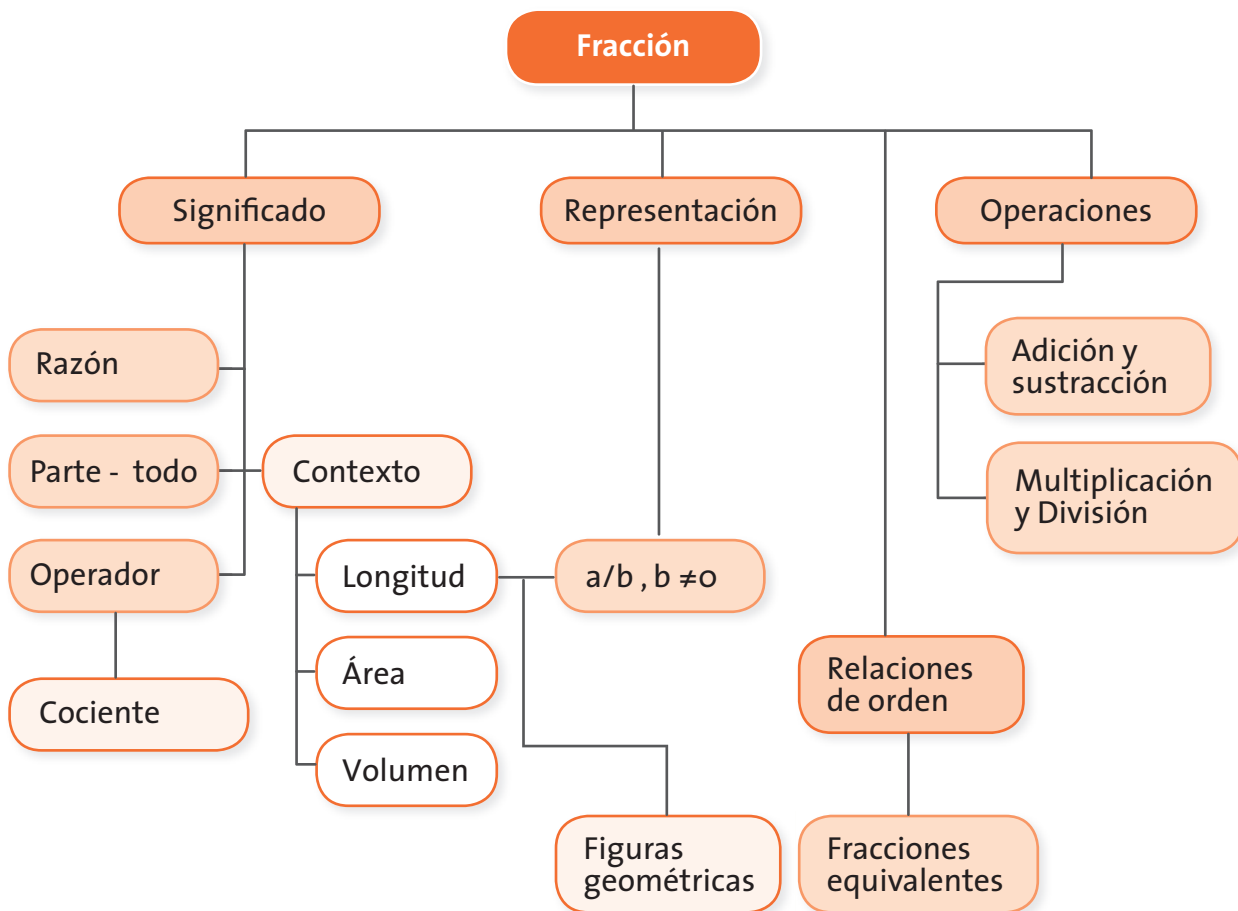 Fracción
Significado
Representación
Operaciones
Razón
Adición y
sustracción
Parte - todo
Contexto
Multiplicación
y División
Operador
Longitud
a/b , b ≠0
Área
Relaciones
de orden
Cociente
Volumen
Figuras
geométricas
Fracciones
equivalentes